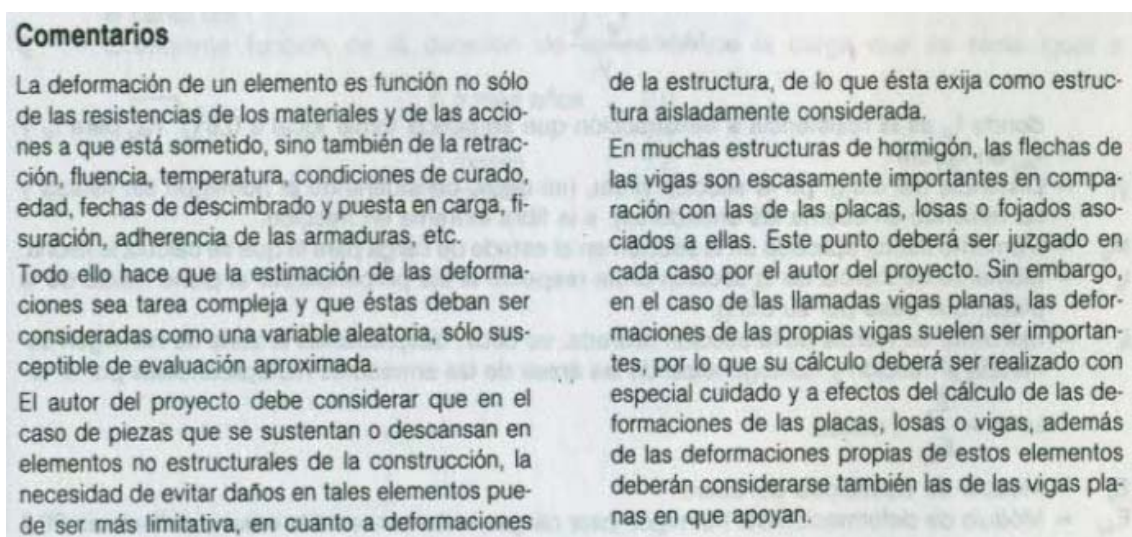 Comentarios
La deformación de un elemento es función no sólo
de las resistencias de los materiales y de las accio-
nes a que está sometido, sino también de la retrac-
ción, fluencia, temperatura, condiciones de curado,
edad, fechas de descimbrado y puesta en carga, fi-
suración, adherencia de las armaduras, etc.
Todo ello hace que la estimación de las deforma-
ciones sea tarea compleja y que éstas deban ser
consideradas como una variable aleatoria, sólo sus-
ceptible de evaluación aproximada.
El autor del proyecto debe considerar que en el
caso de piezas que se sustentan o descansan en
elementos no estructurales de la construcción, la
necesidad de evitar daños en tales elementos pue-
de ser más limitativa, en cuanto a deformaciones
de la estructura, de lo que ésta exija como estruc-
tura aisladamente considerada.
En muchas estructuras de hormigón, las flechas de
las vigas son escasamente importantes en compa-
ración con las de las placas, losas o fojados aso-
ciados a ellas. Este punto deberá ser juzgado en
cada caso por el autor del proyecto. Sin embargo,
en el caso de las llamadas vigas planas, las defor-
maciones de las propias vigas suelen ser importan-
tes, por lo que su cálculo deberá ser realizado con
especial cuidado y a efectos del cálculo de las de-
formaciones de las placas, losas o vigas, además
de las deformaciones propias de estos elementos
deberán considerarse también las de las vigas pla-
nas en que apoyan.